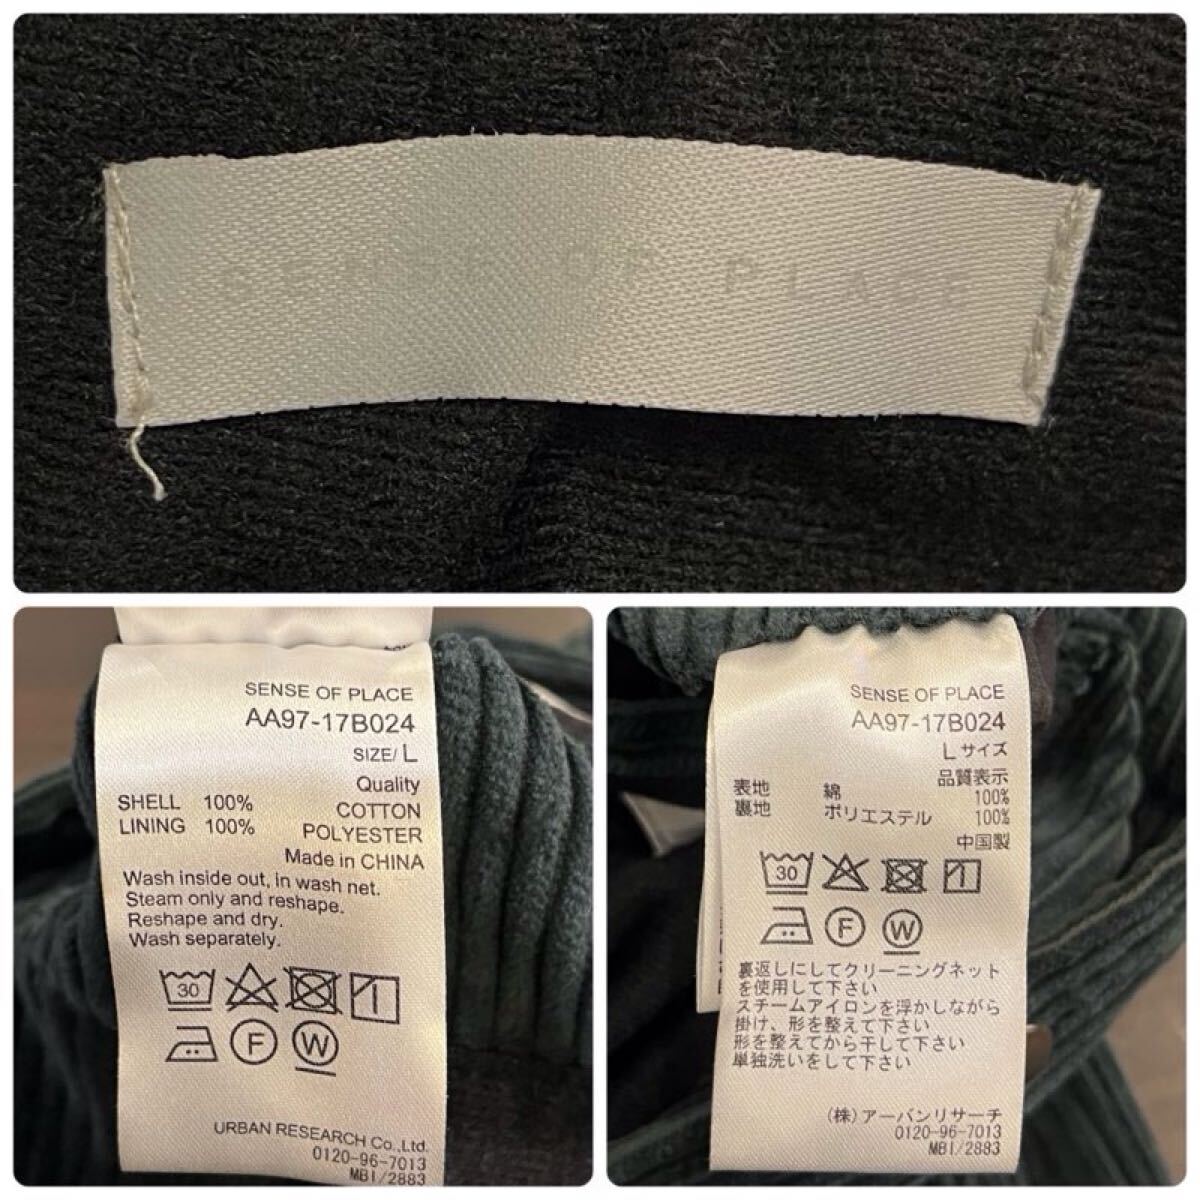 SENSE OF PLACE
SENSE OF PLACE
AA97-17B024
SIZE/ L
Quality
SHELL 100% COTTON
LINING 100% POLYESTER
Made in CHINA
Wash inside out, in wash net.
Steam only and reshape.
Reshape and dry.
Wash separately.
30
F W
URBAN RESEARCH Co.,Ltd.
0120-96-7013
MBI/2883
SENSE OF PLACE
AA97-17B024
L サイズ
品質表示
表地 綿 100%
裏地 ポリエステル 100%
中国製
30
F W
裏返しにしてクリーニングネット
を使用して下さい
スチームアイロンを浮かしながら
掛け、形を整えて下さい
形を整えてから干して下さい
単独洗いをして下さい
(株)アーバンリサーチ
0120-96-7013
MBI/2883